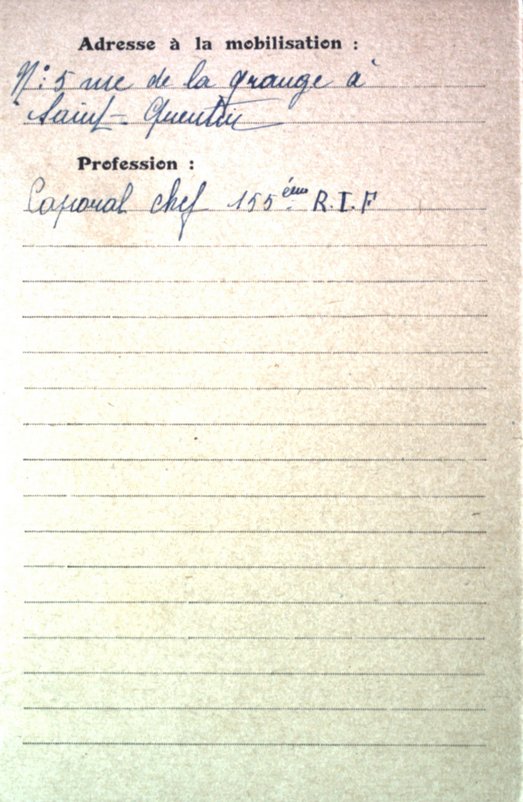 Adresse à la mobilisation :
N: 5 rue de la grange à
Saint-Quentin
Profession :
Caporal chef 155ème R.I.F